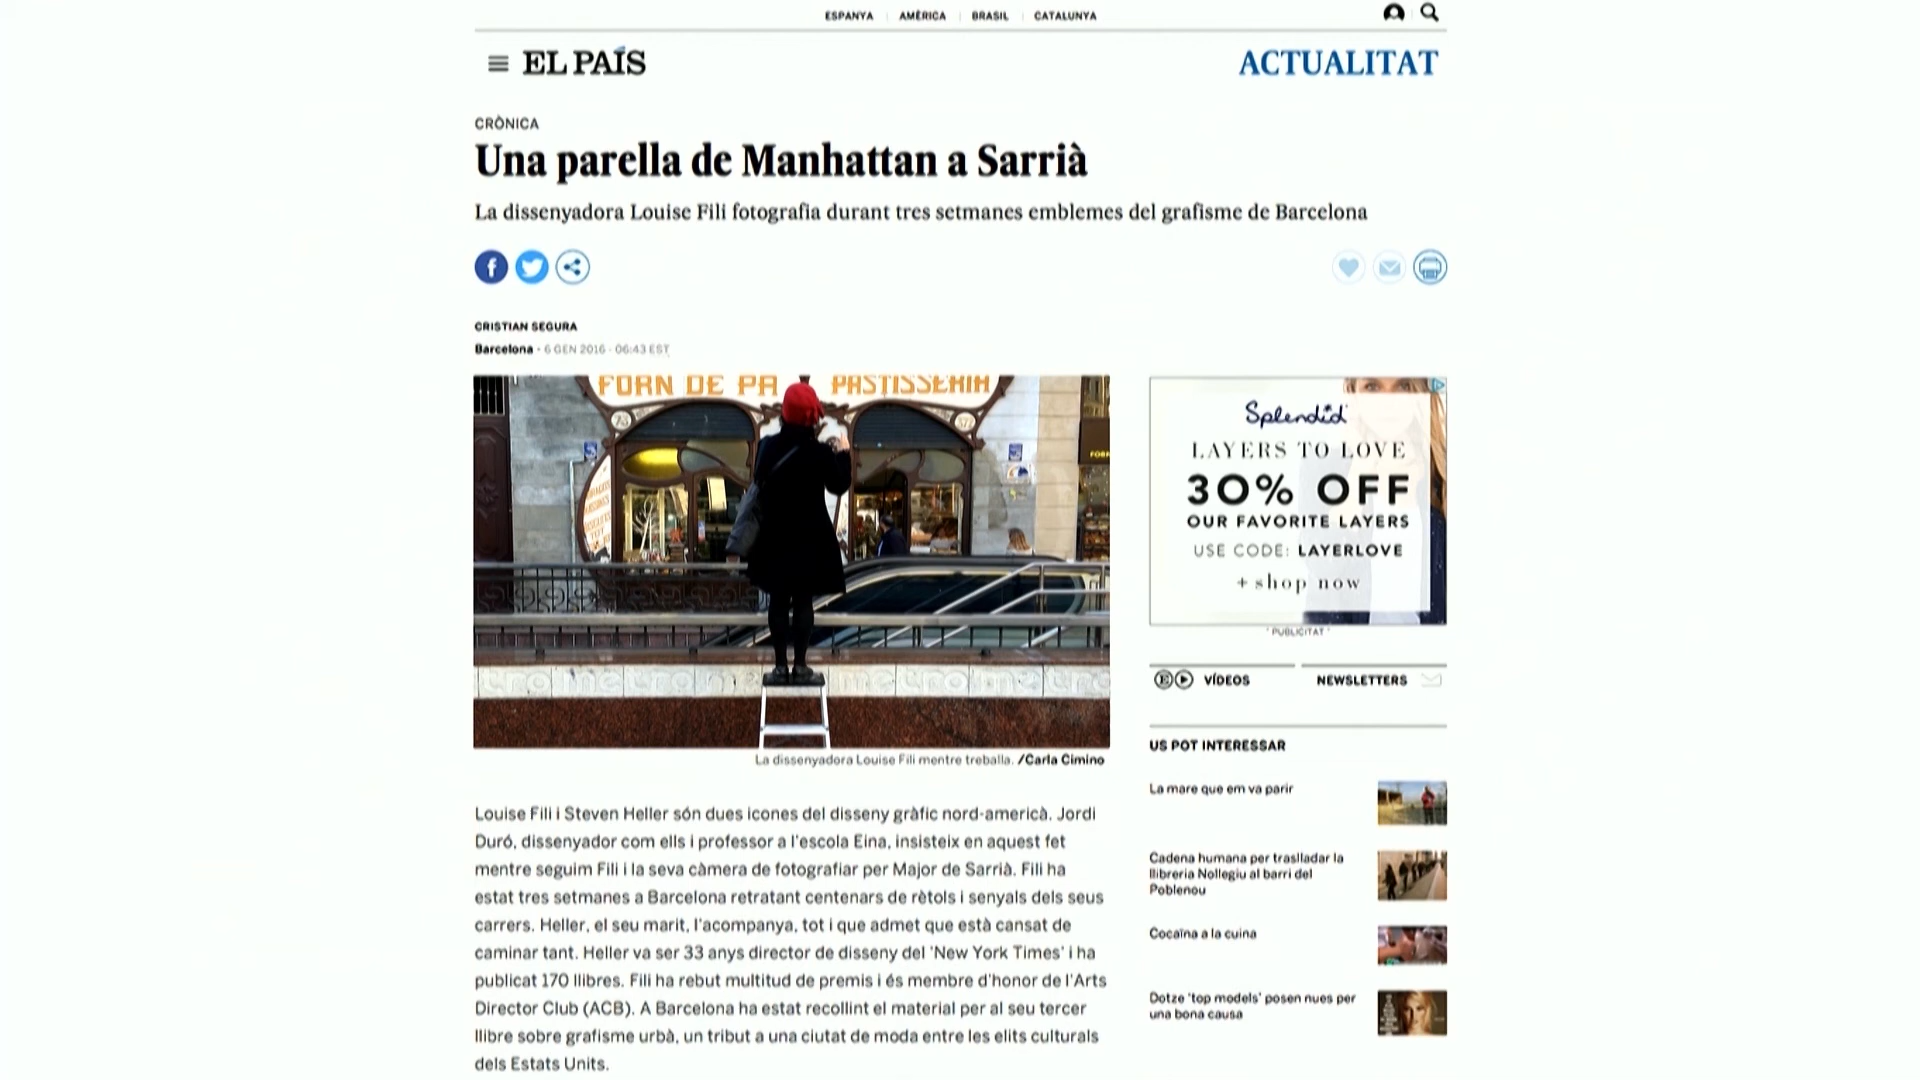 ESPANYA
AMÈRICA
BRASIL
CATALUNYA
EL PAÍS
ACTUALITAT
CRÒNICA
Una parella de Manhattan a Sarrià
La dissenyadora Louise Fili fotografia durant tres setmanes emblemes del grafisme de Barcelona
CRISTIAN SEGURA
Barcelona - 6 GEN 2016 - 06:43 EST
FORN DE PA PASTISSERIA
La dissenyadora Louise Fili mentre treballa. /Carla Cimino
Louise Fili i Steven Heller són dues icones del disseny gràfic nord-americà. Jordi
Duró, dissenyador com ells i professor a l'escola Eina, insisteix en aquest fet
mentre seguim Fili i la seva càmera de fotografiar per Major de Sarrià. Fili ha
estat tres setmanes a Barcelona retratant centenars de rètols i senyals dels seus
carrers. Heller, el seu marit, l'acompanya, tot i que admet que està cansat de
caminar tant. Heller va ser 33 anys director de disseny del 'New York Times' i ha
publicat 170 llibres. Fili ha rebut multitud de premis i és membre d'honor de l'Arts
Director Club (ACB). A Barcelona ha estat recollint el material per al seu tercer
llibre sobre grafisme urbà, un tribut a una ciutat de moda entre les elits culturals
dels Estats Units.
Splendid
LAYERS TO LOVE
30% OFF
OUR FAVORITE LAYERS
USE CODE: LAYERLOVE
+ shop now
PUBLICITAT
VÍDEOS
NEWSLETTERS
US POT INTERESSAR
La mare que em va parir
Cadena humana per traslladar la
llibreria Nollegiu al barri del
Poblenou
Cocaïna a la cuina
Dotze 'top models' posen nues per
una bona causa